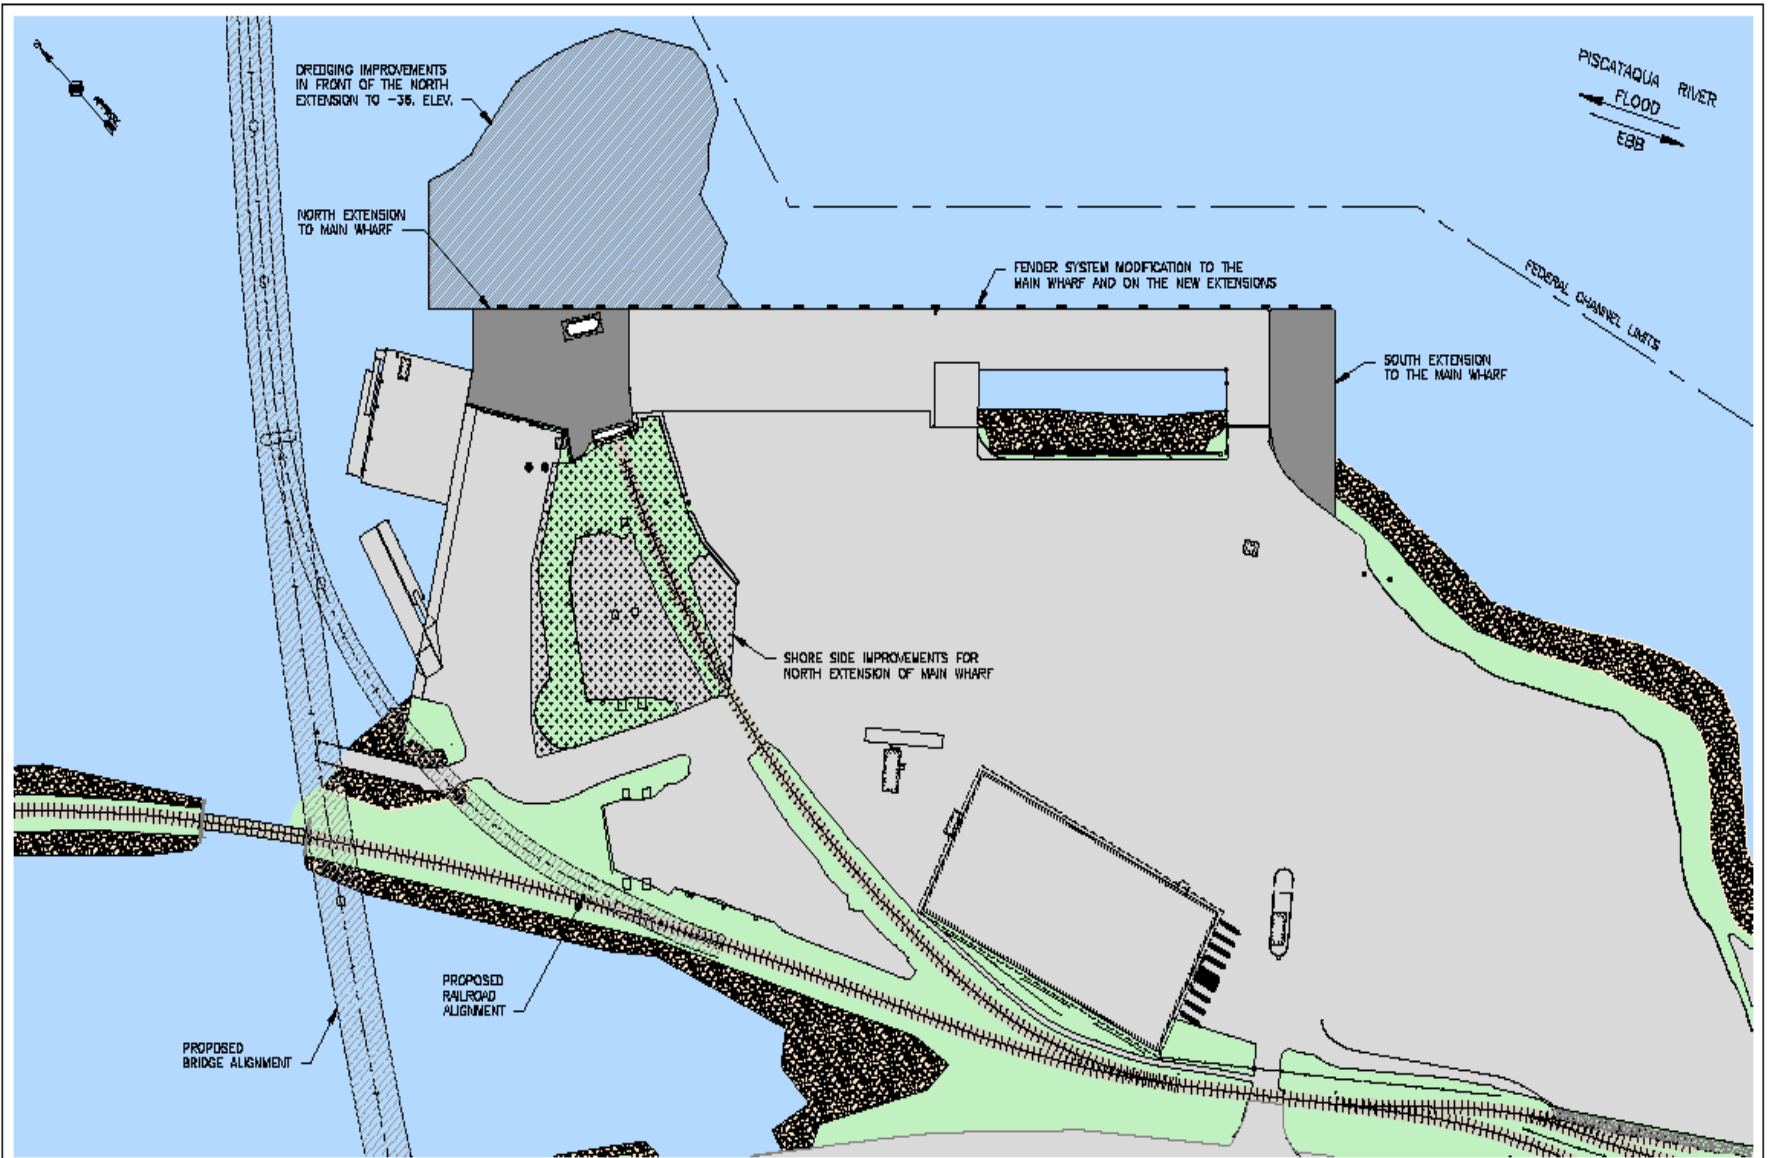 DREDGING IMPROVEMENTS
IN FRONT OF THE NORTH
EXTENSION TO -35. ELEV.
PISCATAQUA RIVER
FLOOD
EBB
NORTH EXTENSION
TO MAIN WHARF
FENDER SYSTEM MODIFICATION TO THE
MAIN WHARF AND ON THE NEW EXTENSIONS
FEDERAL CHANNEL LIMITS
SOUTH EXTENSION
TO THE MAIN WHARF
SHORE SIDE IMPROVEMENTS FOR
NORTH EXTENSION OF MAIN WHARF
PROPOSED
RAILROAD
ALIGNMENT
PROPOSED
BRIDGE ALIGNMENT